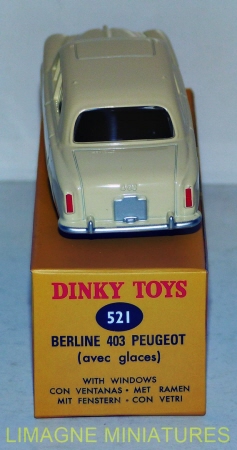 DINKY TOYS
521
BERLINE 403 PEUGEOT
(avec glaces)
WITH WINDOWS
CON VENTANAS - MET RAMEN
MIT FENSTERN - CON VETRI
LIMAGNE MINIATURES